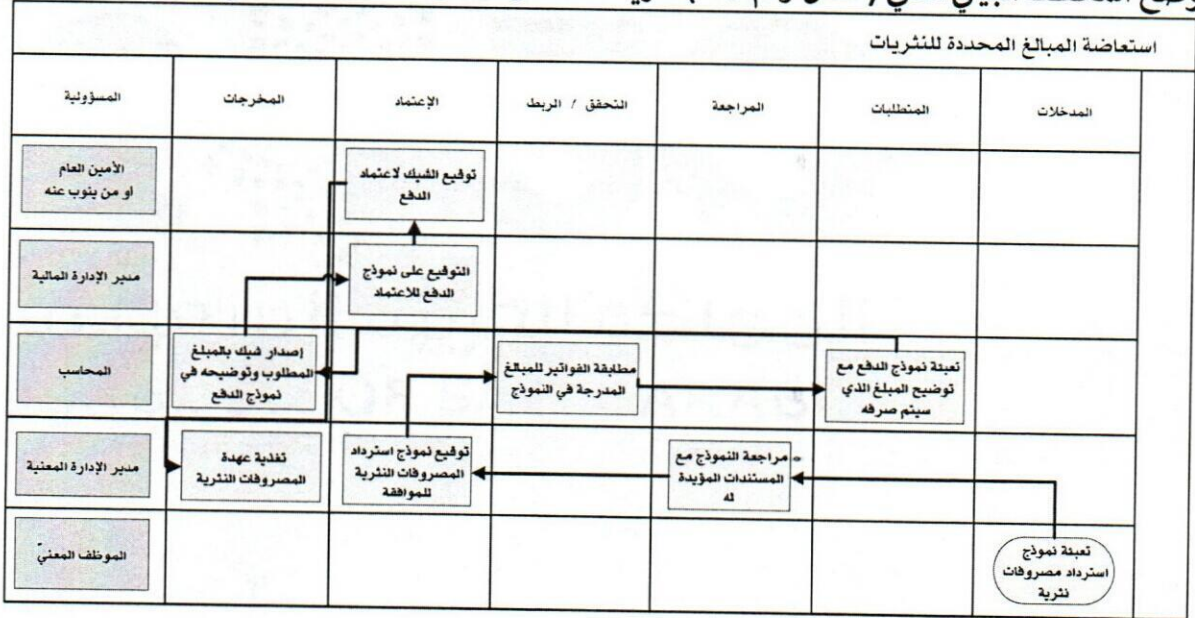 استعاضة المبالغ المحددة للنثريات
المدخلات
المتطلبات
المراجعة
التحقق / الربط
الإعتماد
المخرجات
المسؤولية
توقيع الشيك لاعتماد
الدفع
الأمين العام
او من ينوب عنه
التوقيع على نموذج
الدفع للاعتماد
مدير الإدارة المالية
تعبئة نموذج الدفع مع
توضيح المبلغ الذي
سيتم صرفه
مطابقة الفواتير للمبالغ
المدرجة في النموذج
إصدار شيك بالمبلغ
المطلوب وتوضيحه في
نموذج الدفع
المحاسب
مراجعة النموذج مع
المستندات المؤيدة
له
توقيع نموذج استرداد
المصروفات النثرية
للموافقة
تغذية عهدة
المصروفات النثرية
مدير الإدارة المعنية
تعبئة نموذج
استرداد مصروفات
نثرية
الموظف المعنيّ